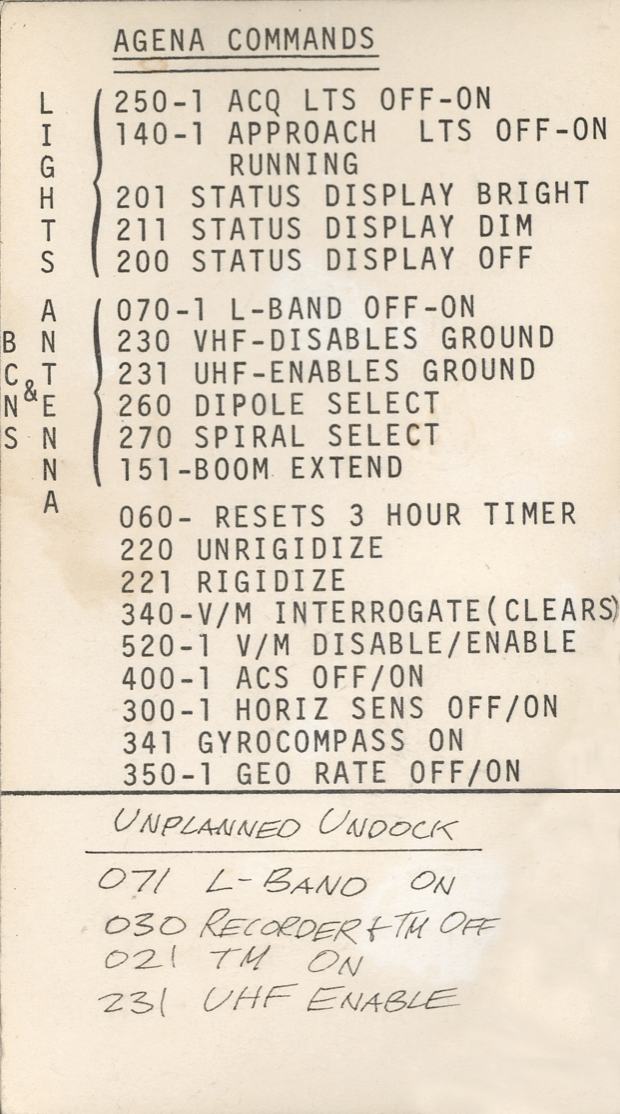 AGENA COMMANDS
LIGHTS
250-1 ACQ LTS OFF-ON
140-1 APPROACH LTS OFF-ON
RUNNING
201 STATUS DISPLAY BRIGHT
211 STATUS DISPLAY DIM
200 STATUS DISPLAY OFF
BCNS & ANTENNA
070-1 L-BAND OFF-ON
230 VHF-DISABLES GROUND
231 UHF-ENABLES GROUND
260 DIPOLE SELECT
270 SPIRAL SELECT
151-BOOM EXTEND
060- RESETS 3 HOUR TIMER
220 UNRIGIDIZE
221 RIGIDIZE
340-V/M INTERROGATE(CLEARS)
520-1 V/M DISABLE/ENABLE
400-1 ACS OFF/ON
300-1 HORIZ SENS OFF/ON
341 GYROCOMPASS ON
350-1 GEO RATE OFF/ON
UNPLANNED UNDOCK
071 L-BAND ON
030 RECORDER & TM OFF
021 TM ON
231 UHF ENABLE